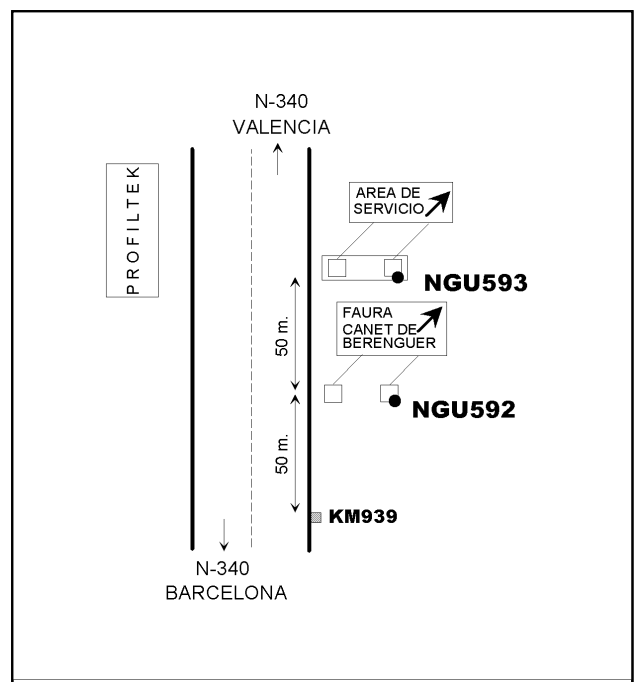 N-340
VALENCIA
PROFILTEK
AREA DE
SERVICIO
NGU593
50 m.
FAURA
CANET DE
BERENGUER
NGU592
50 m.
KM939
N-340
BARCELONA